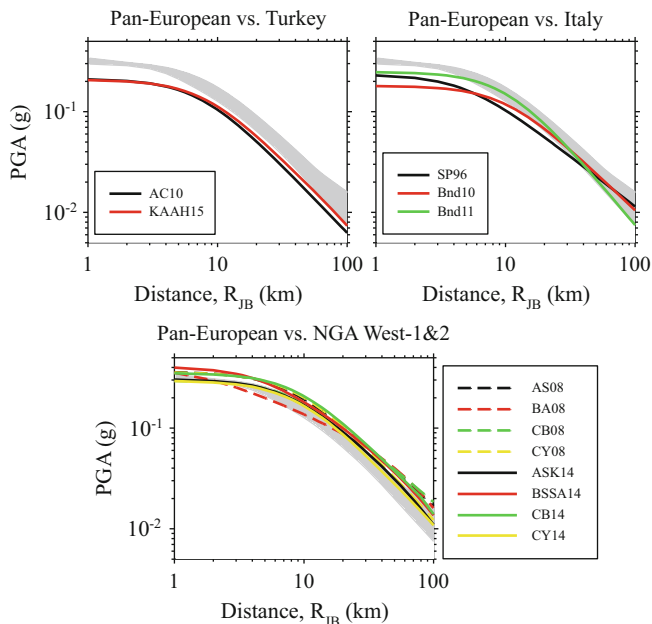 Pan-European vs. Turkey
PGA (g)
10⁻¹
10⁻²
AC10
KAAH15
1 10 100
Distance, R_JB (km)
Pan-European vs. Italy
SP96
Bnd10
Bnd11
1 10 100
Distance, R_JB (km)
Pan-European vs. NGA West-1&2
PGA (g)
10⁻¹
10⁻²
1 10 100
Distance, R_JB (km)
AS08
BA08
CB08
CY08
ASK14
BSSA14
CB14
CY14